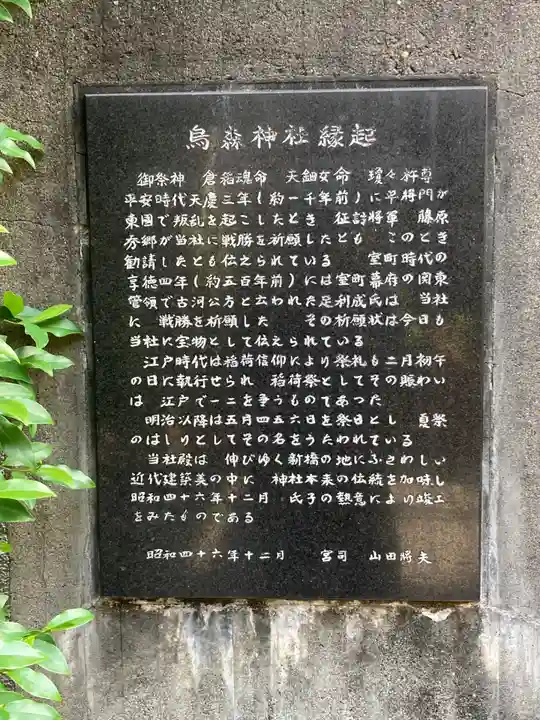 烏森神社縁起
御祭神　倉稲魂命　天鈿女命　瓊々杵尊
平安時代天慶三年(約一千年前)に平将門が
東國で叛乱を起こしたとき　征討将軍　藤原
秀郷が当社に戦勝を祈願したとも　このとき
勧請したとも伝えられている　　室町時代の
享徳四年(約五百年前)には室町幕府の関東
管領で古河公方と云われた足利成氏は　当社
に　戦勝を祈願した　　その祈願状は今日も
当社に宝物として伝えられている
江戸時代は稲荷信仰により祭礼も二月初午
の日に執行せられ　稲荷祭としてその賑わい
は　江戸で一二を争うものであつた
明治以降は五月四五六日を祭日とし　夏祭
のはしりとしてその名をうたわれている
当社殿は　伸びゆく新橋の地にふさわしい
近代建築美の中に　神社本来の伝統を加味し
昭和四十六年十二月　氏子の熱意により竣工
をみたものである
昭和四十六年十二月　　宮司　山田将夫